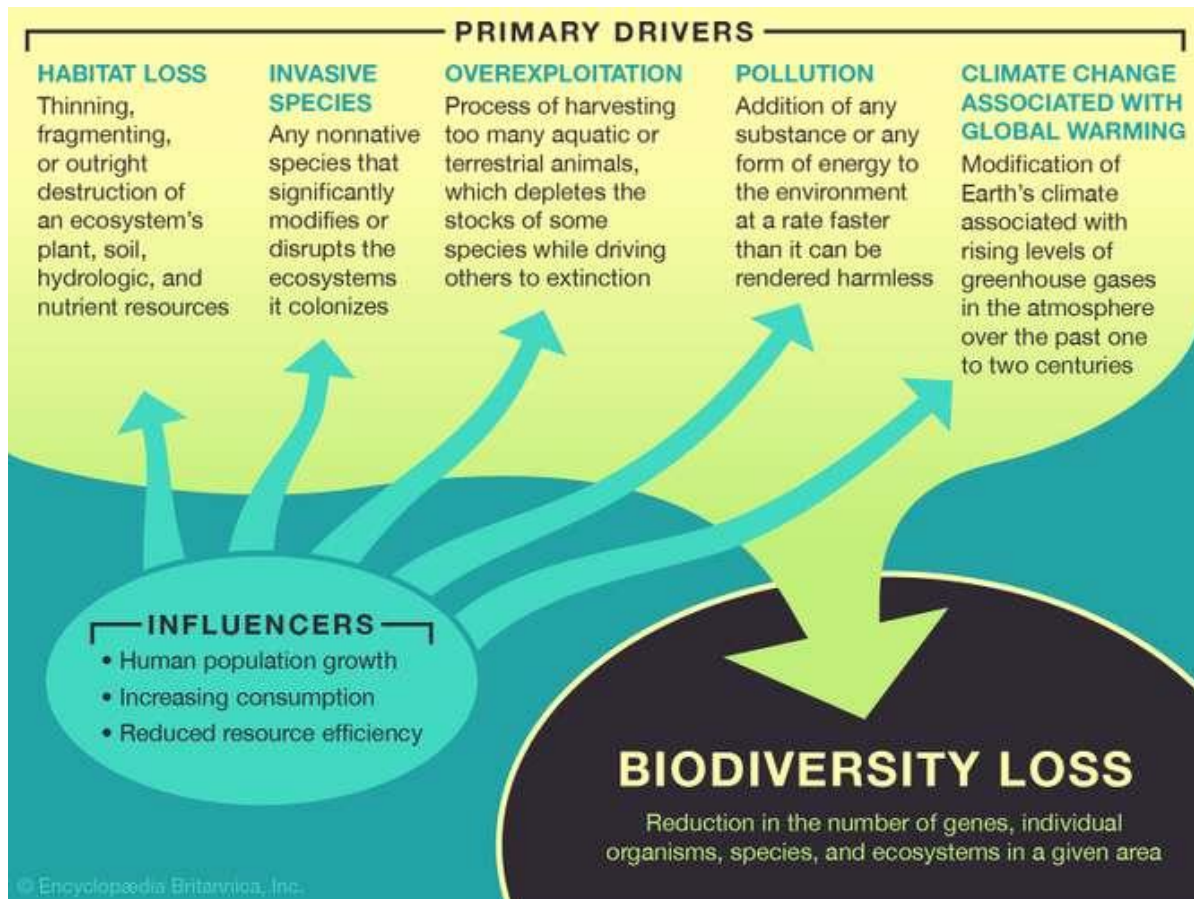 PRIMARY DRIVERS
HABITAT LOSS
Thinning,
fragmenting,
or outright
destruction of
an ecosystem's
plant, soil,
hydrologic, and
nutrient resources
INVASIVE
SPECIES
Any nonnative
species that
significantly
modifies or
disrupts the
ecosystems
it colonizes
OVEREXPLOITATION
Process of harvesting
too many aquatic or
terrestrial animals,
which depletes the
stocks of some
species while driving
others to extinction
POLLUTION
Addition of any
substance or any
form of energy to
the environment
at a rate faster
than it can be
rendered harmless
CLIMATE CHANGE
ASSOCIATED WITH
GLOBAL WARMING
Modification of
Earth's climate
associated with
rising levels of
greenhouse gases
in the atmosphere
over the past one
to two centuries
INFLUENCERS
• Human population growth
• Increasing consumption
• Reduced resource efficiency
BIODIVERSITY LOSS
Reduction in the number of genes, individual
organisms, species, and ecosystems in a given area
© Encyclopædia Britannica, Inc.